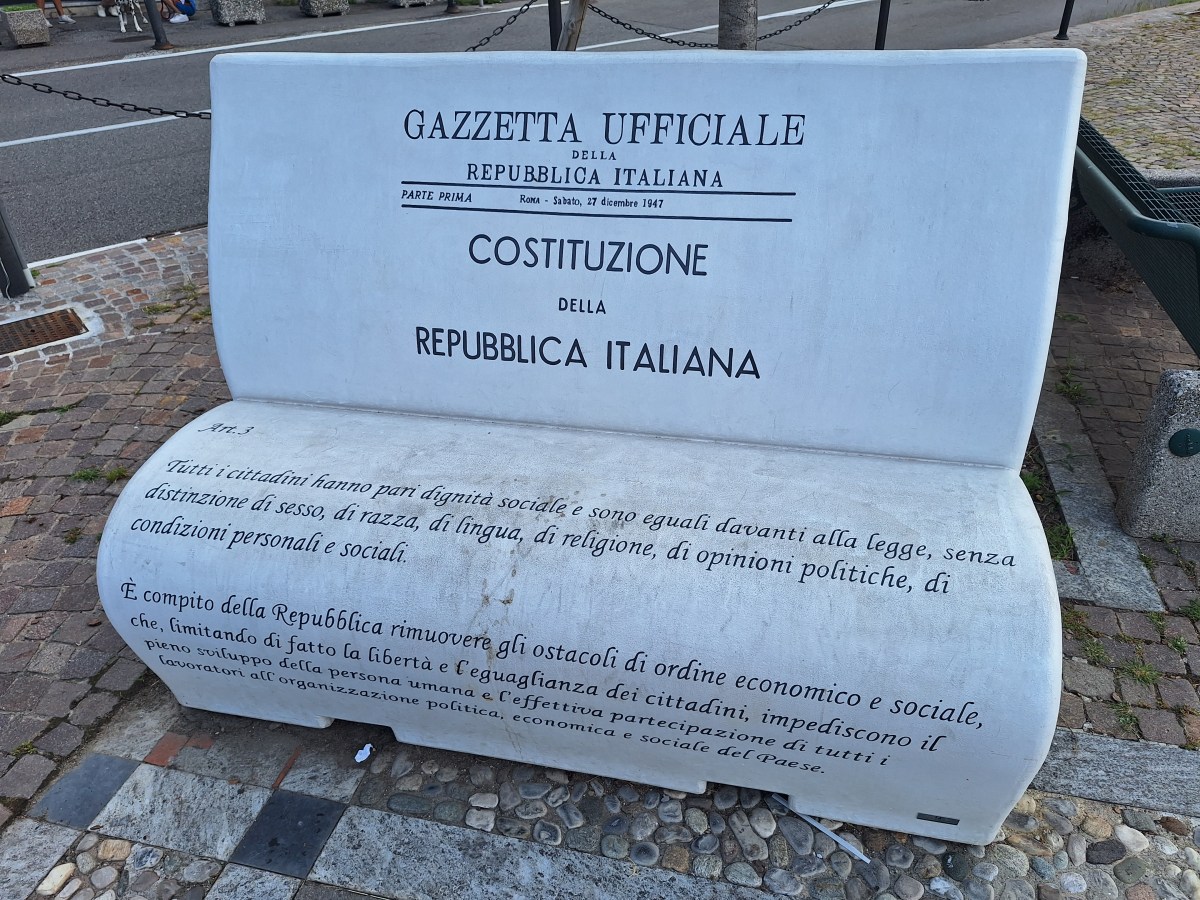 GAZZETTA UFFICIALE
DELLA
REPUBBLICA ITALIANA
PARTE PRIMA Roma - Sabato, 27 dicembre 1947
COSTITUZIONE
DELLA
REPUBBLICA ITALIANA
Art.3
Tutti i cittadini hanno pari dignità sociale e sono eguali davanti alla legge, senza
distinzione di sesso, di razza, di lingua, di religione, di opinioni politiche, di
condizioni personali e sociali.
È compito della Repubblica rimuovere gli ostacoli di ordine economico e sociale,
che, limitando di fatto la libertà e l'eguaglianza dei cittadini, impediscono il
pieno sviluppo della persona umana e l'effettiva partecipazione di tutti i
lavoratori all'organizzazione politica, economica e sociale del Paese.